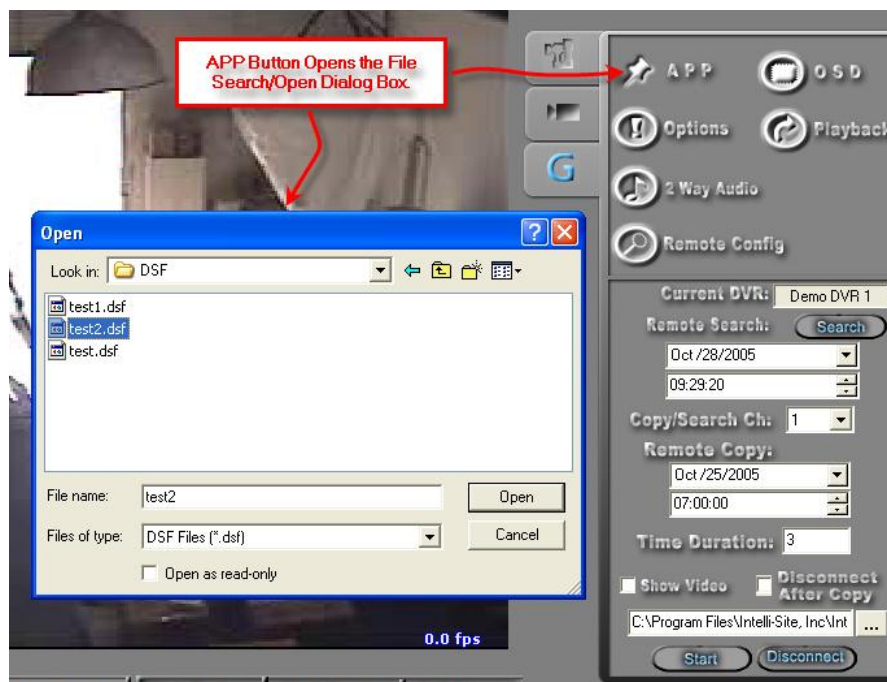 APP Button Opens the File
Search/Open Dialog Box.
APP
OSD
Options
Playback
G
2 Way Audio
Remote Config
Open
Look in: DSF
test1.dsf
test2.dsf
test.dsf
File name: test2
Open
Files of type: DSF Files (*.dsf)
Cancel
Open as read-only
0.0 fps
Current DVR: Demo DVR 1
Remote Search: Search
Oct /28/2005
09:29:20
Copy/Search Ch: 1
Remote Copy:
Oct /25/2005
07:00:00
Time Duration: 3
Show Video
Disconnect
After Copy
C:\Program Files\Intelli-Site, Inc\Int ...
Start
Disconnect